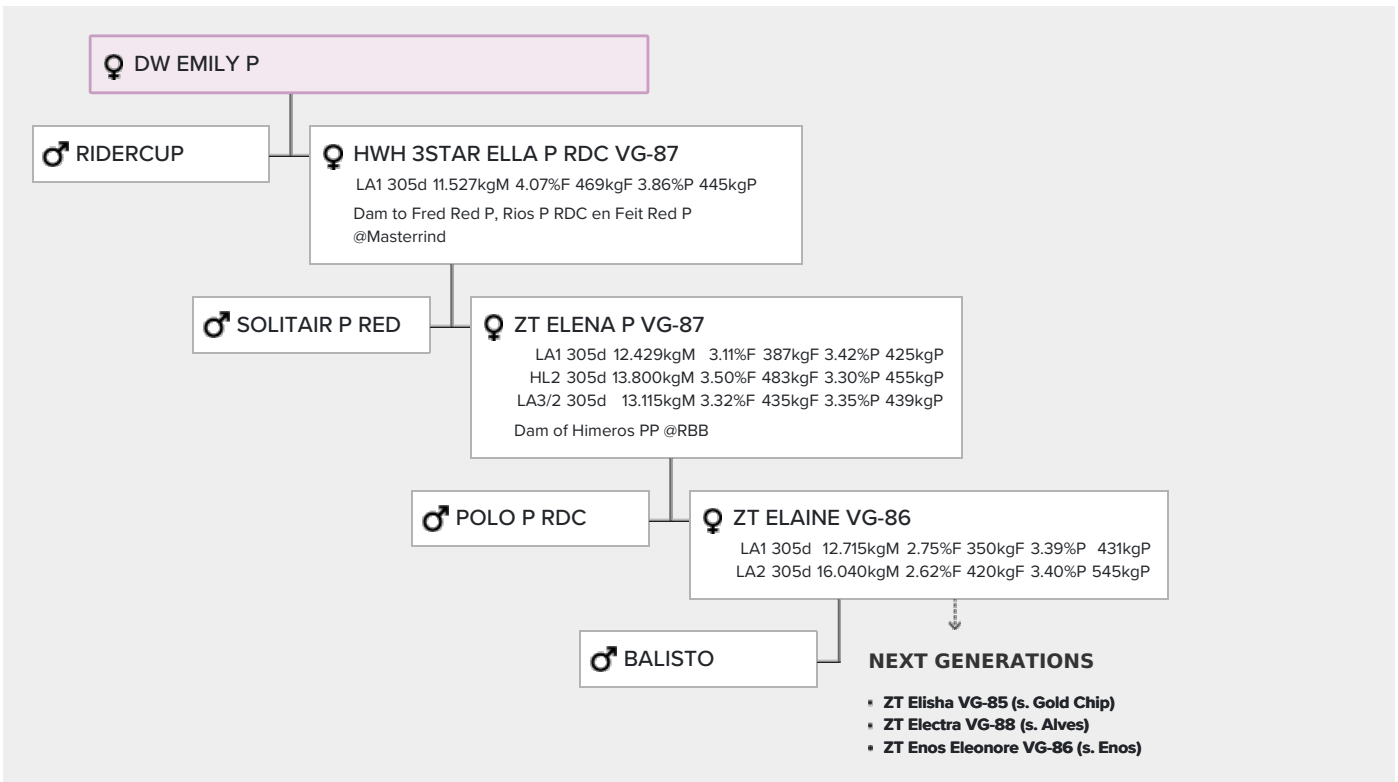 DW EMILY P
RIDERCUP
HWH 3STAR ELLA P RDC VG-87
LA1 305d 11.527kgM 4.07%F 469kgF 3.86%P 445kgP
Dam to Fred Red P, Rios P RDC en Feit Red P
@Masterrind
SOLITAIR P RED
ZT ELENA P VG-87
LA1 305d 12.429kgM 3.11%F 387kgF 3.42%P 425kgP
HL2 305d 13.800kgM 3.50%F 483kgF 3.30%P 455kgP
LA3/2 305d 13.115kgM 3.32%F 435kgF 3.35%P 439kgP
Dam of Himeros PP @RBB
POLO P RDC
ZT ELAINE VG-86
LA1 305d 12.715kgM 2.75%F 350kgF 3.39%P 431kgP
LA2 305d 16.040kgM 2.62%F 420kgF 3.40%P 545kgP
BALISTO
NEXT GENERATIONS
ZT Elisha VG-85 (s. Gold Chip)
ZT Electra VG-88 (s. Alves)
ZT Enos Eleonore VG-86 (s. Enos)